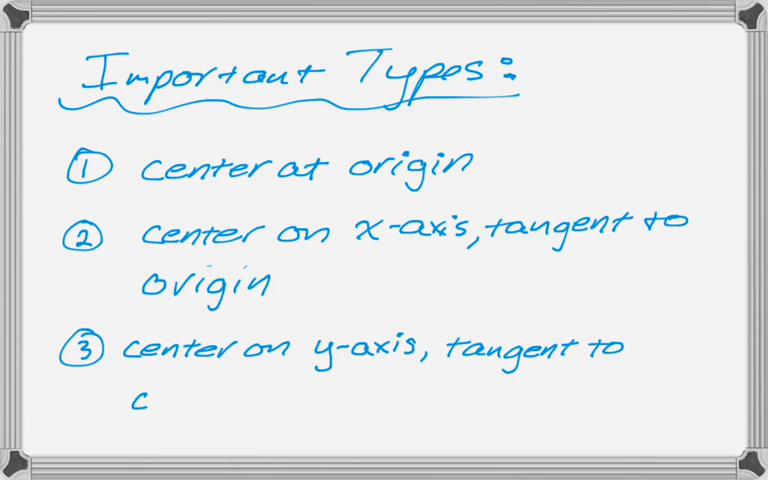 Important Types:
① center at origin
② center on x-axis, tangent to
origin
③ center on y-axis, tangent to
c